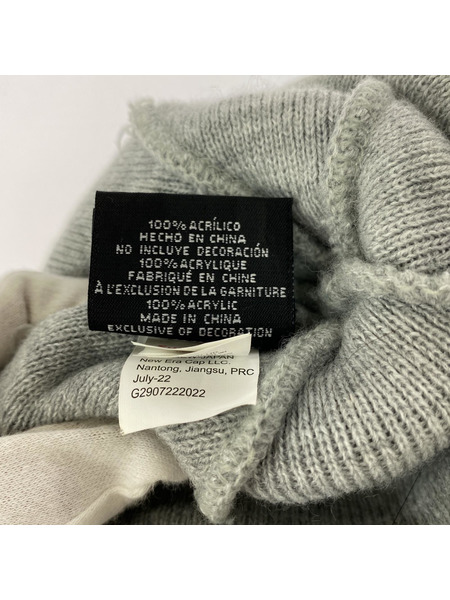 100% ACRÍLICO
HECHO EN CHINA
NO INCLUYE DECORACIÓN
100% ACRYLIQUE
FABRIQUÉ EN CHINE
À L'EXCLUSION DE LA GARNITURE
100% ACRYLIC
MADE IN CHINA
EXCLUSIVE OF DECORATION
JAPAN
New Era Cap LLC.
Nantong, Jiangsu, PRC
July-22
G2907222022